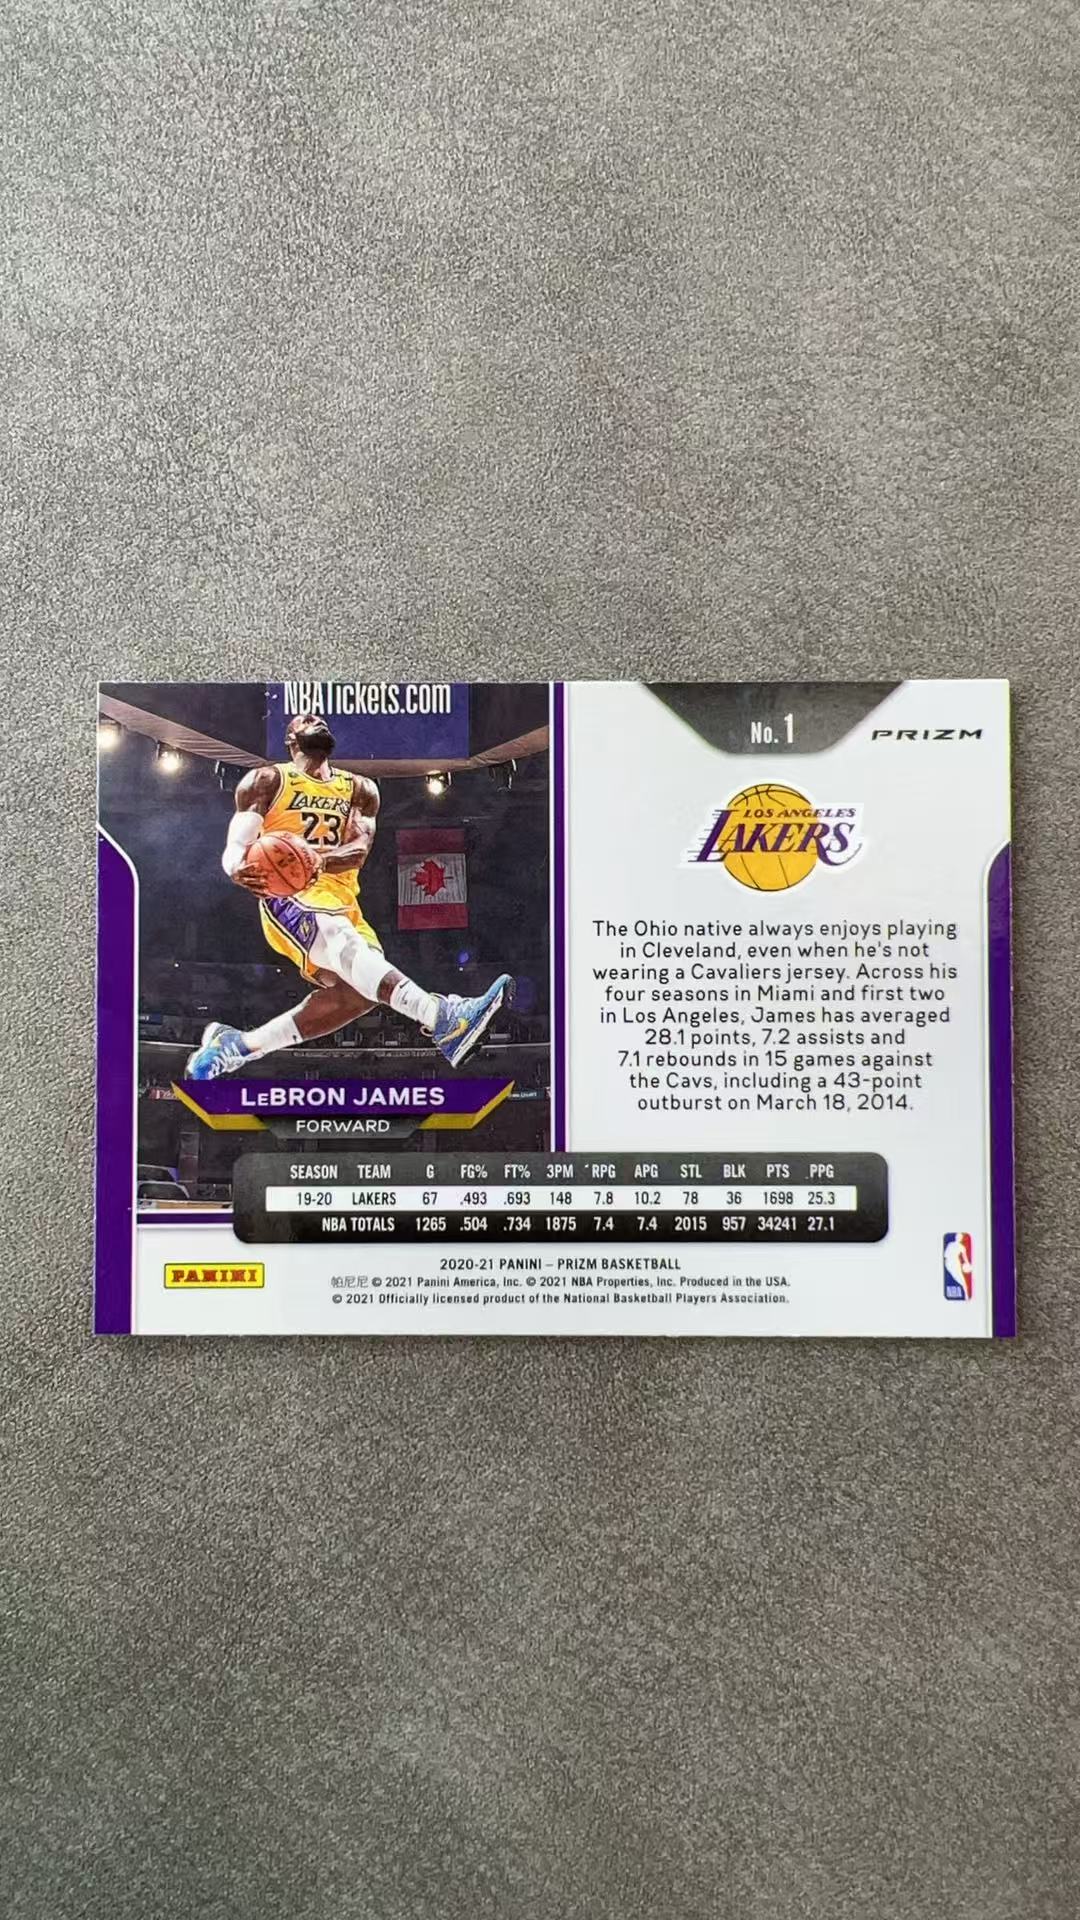 NBATickets.com
LAKERS
23
LeBRON JAMES
FORWARD
No. 1
PRIZM
LOS ANGELES
LAKERS
The Ohio native always enjoys playing
in Cleveland, even when he's not
wearing a Cavaliers jersey. Across his
four seasons in Miami and first two
in Los Angeles, James has averaged
28.1 points, 7.2 assists and
7.1 rebounds in 15 games against
the Cavs, including a 43-point
outburst on March 18, 2014.
SEASON TEAM G FG% FT% 3PM RPG APG STL BLK PTS PPG
19-20 LAKERS 67 .493 .693 148 7.8 10.2 78 36 1698 25.3
NBA TOTALS 1265 .504 .734 1875 7.4 7.4 2015 957 34241 27.1
PANINI
2020-21 PANINI – PRIZM BASKETBALL
帕尼尼 © 2021 Panini America, Inc. © 2021 NBA Properties, Inc. Produced in the USA.
© 2021 Officially licensed product of the National Basketball Players Association.
NBA